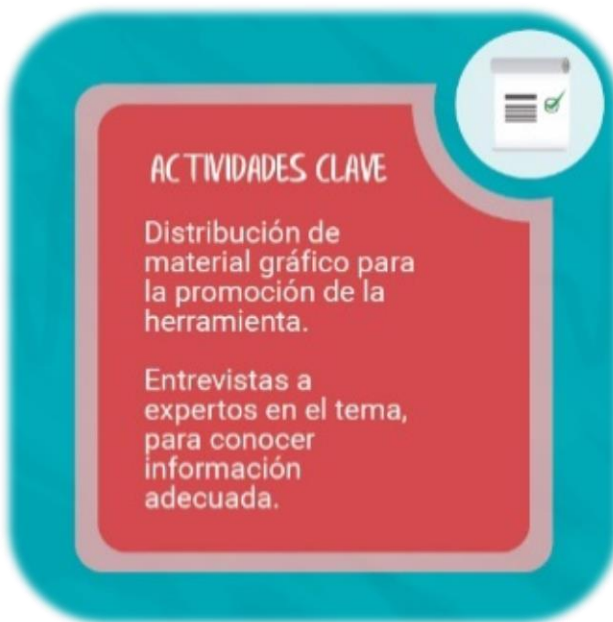 ACTIVIDADES CLAVE
Distribución de
material gráfico para
la promoción de la
herramienta.
Entrevistas a
expertos en el tema,
para conocer
información
adecuada.